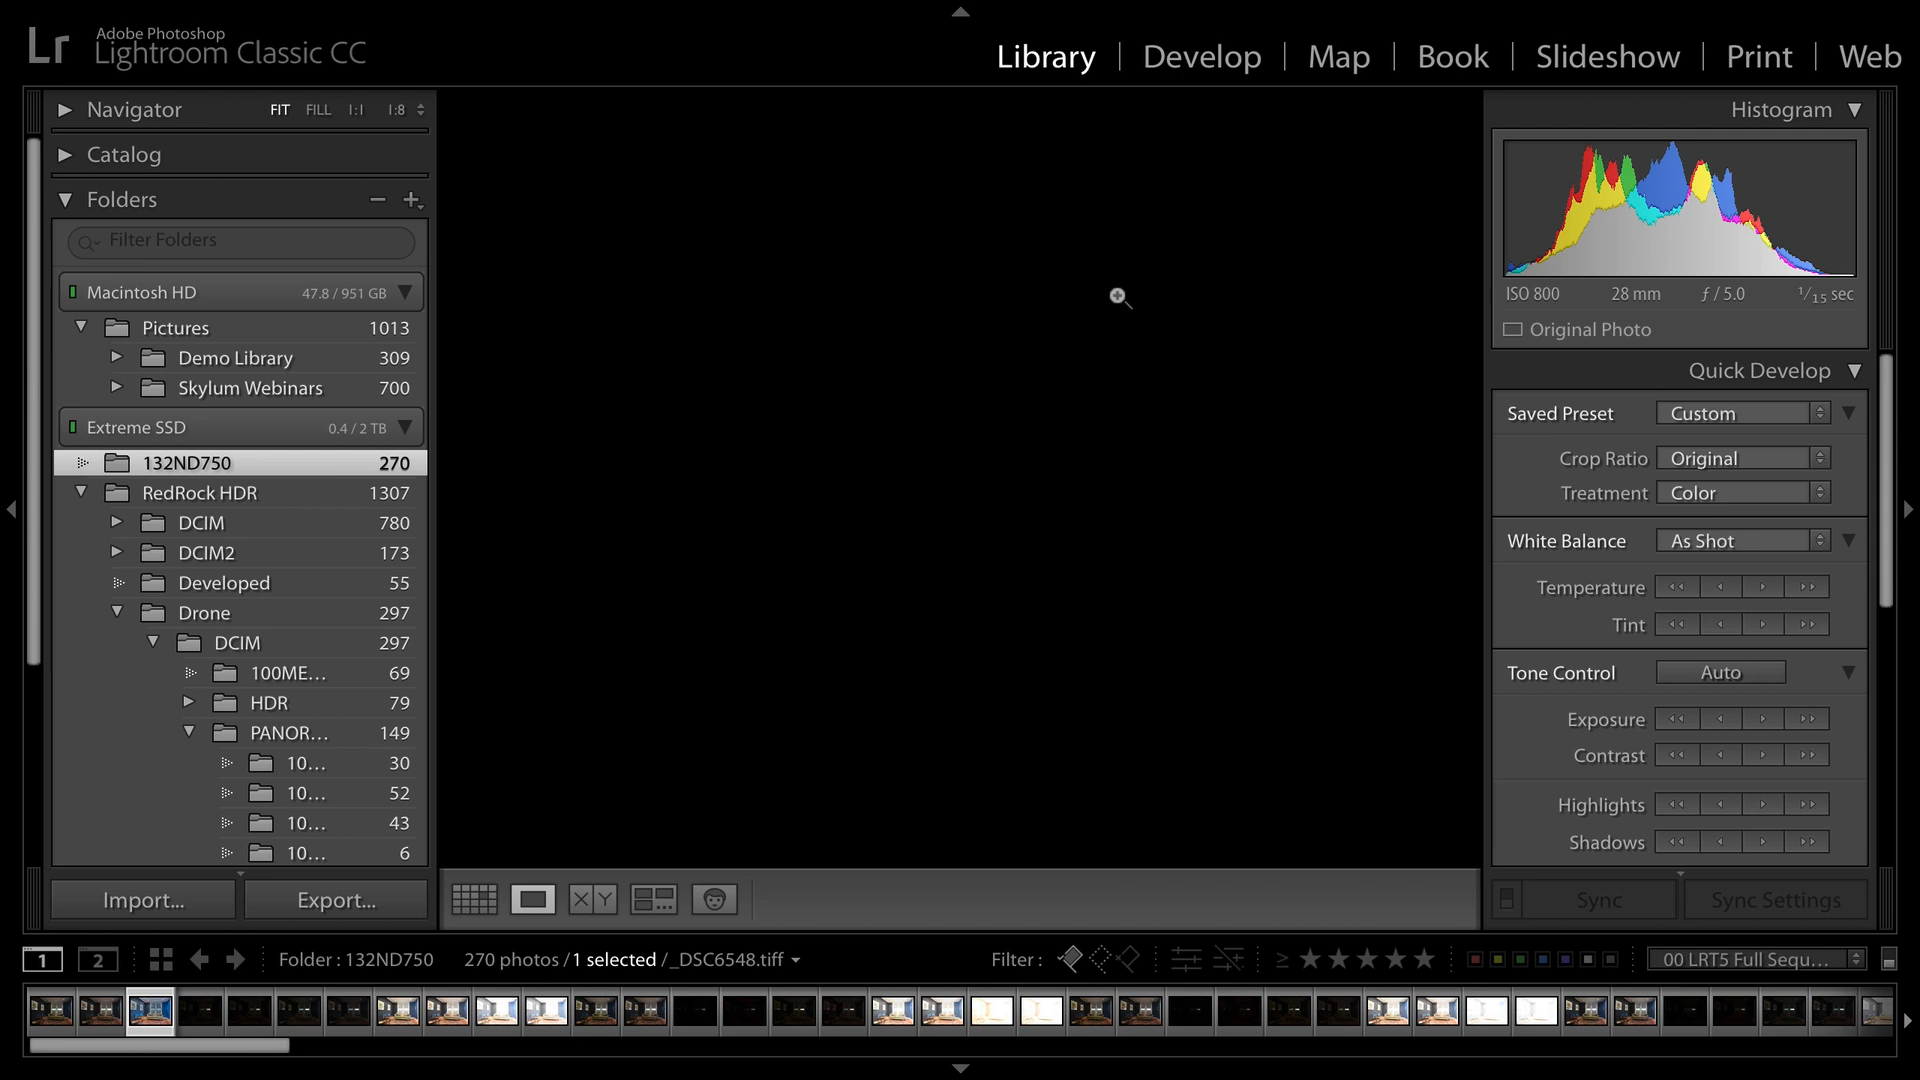 Lr Adobe Photoshop
Lightroom Classic CC
Library | Develop | Map | Book | Slideshow | Print | Web
Navigator FIT FILL 1:1 1:8
Catalog
Folders
Filter Folders
Macintosh HD 47.8 / 951 GB
Pictures 1013
Demo Library 309
Skylum Webinars 700
Extreme SSD 0.4 / 2 TB
132ND750 270
RedRock HDR 1307
DCIM 780
DCIM2 173
Developed 55
Drone 297
DCIM 297
100ME... 69
HDR 79
PANOR... 149
10... 30
10... 52
10... 43
10... 6
Import... Export...
X Y
Histogram
ISO 800 28 mm ƒ / 5.0 1/15 sec
Original Photo
Quick Develop
Saved Preset Custom
Crop Ratio Original
Treatment Color
White Balance As Shot
Temperature
Tint
Tone Control Auto
Exposure
Contrast
Highlights
Shadows
Sync Sync Settings
1 2 Folder : 132ND750 270 photos / 1 selected / _DSC6548.tiff Filter : ≥ ★★★★★ 00 LRT5 Full Sequ...